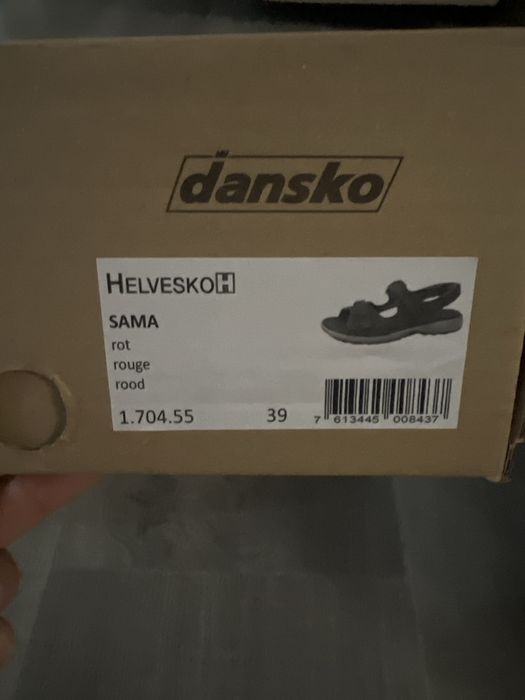 dansko
HELVESKO H
SAMA
rot
rouge
rood
1.704.55 39
7 613445 008437